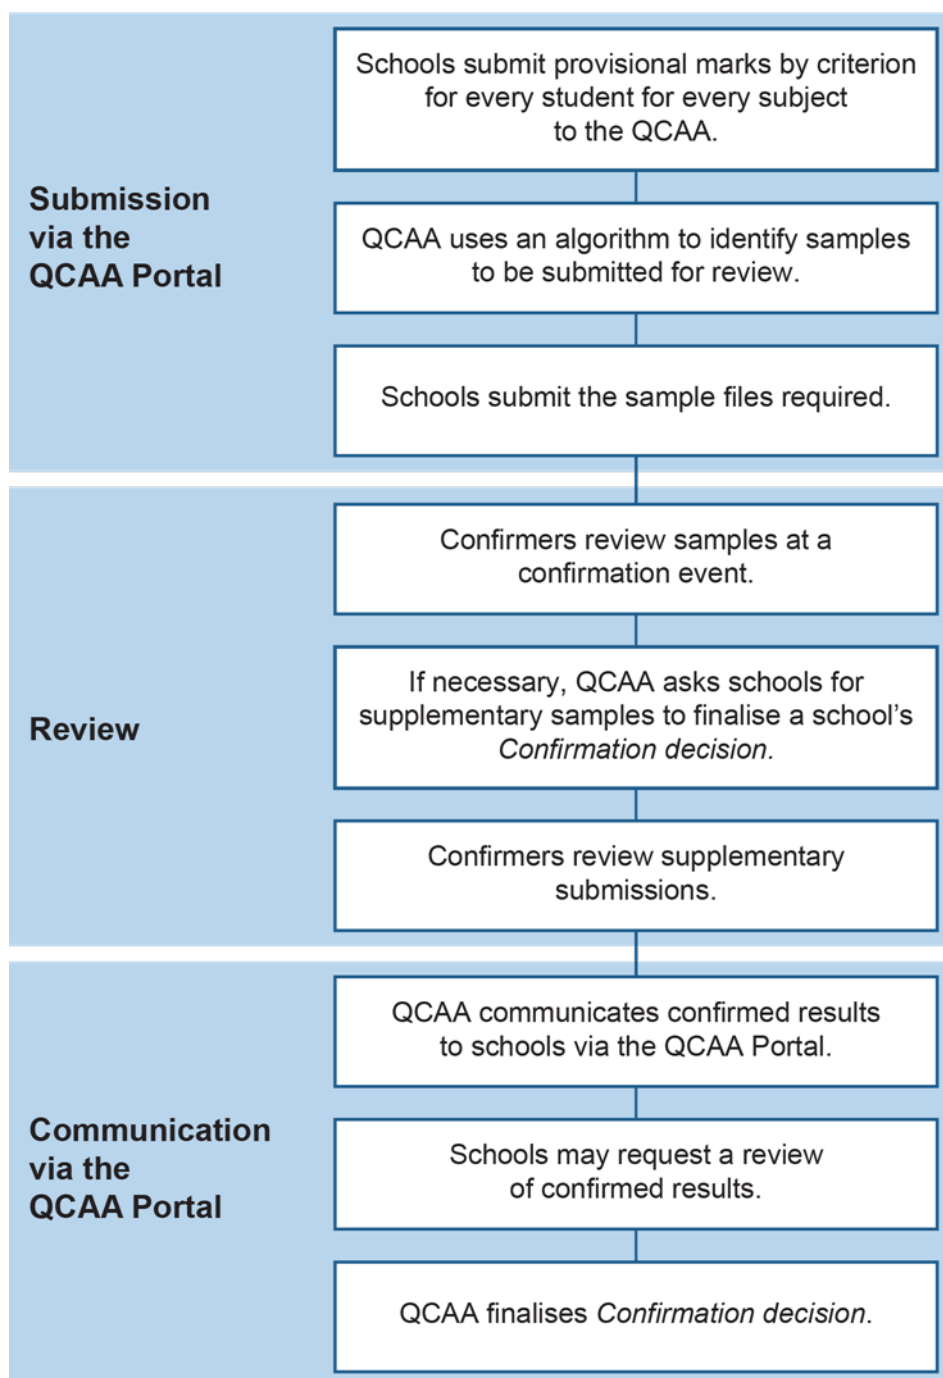 Submission
via the
QCAA Portal
Schools submit provisional marks by criterion
for every student for every subject
to the QCAA.
QCAA uses an algorithm to identify samples
to be submitted for review.
Schools submit the sample files required.
Review
Confirmers review samples at a
confirmation event.
If necessary, QCAA asks schools for
supplementary samples to finalise a school’s
Confirmation decision.
Confirmers review supplementary
submissions.
Communication
via the
QCAA Portal
QCAA communicates confirmed results
to schools via the QCAA Portal.
Schools may request a review
of confirmed results.
QCAA finalises Confirmation decision.